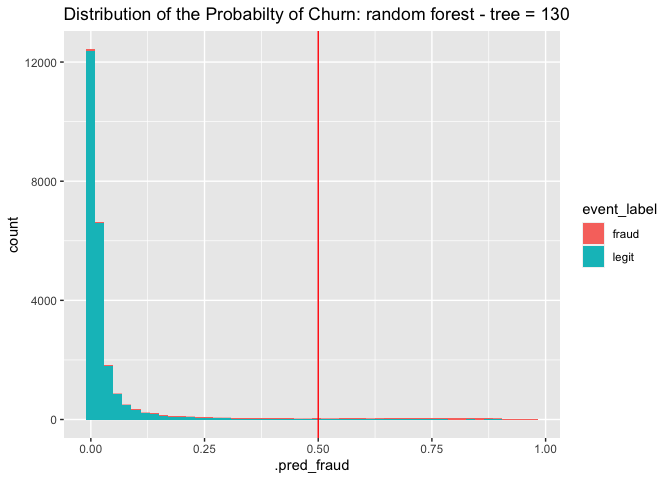 Distribution of the Probabilty of Churn: random forest - tree = 130
12000
8000
4000
0
count
0.00 0.25 0.50 0.75 1.00
.pred_fraud
event_label
fraud
legit